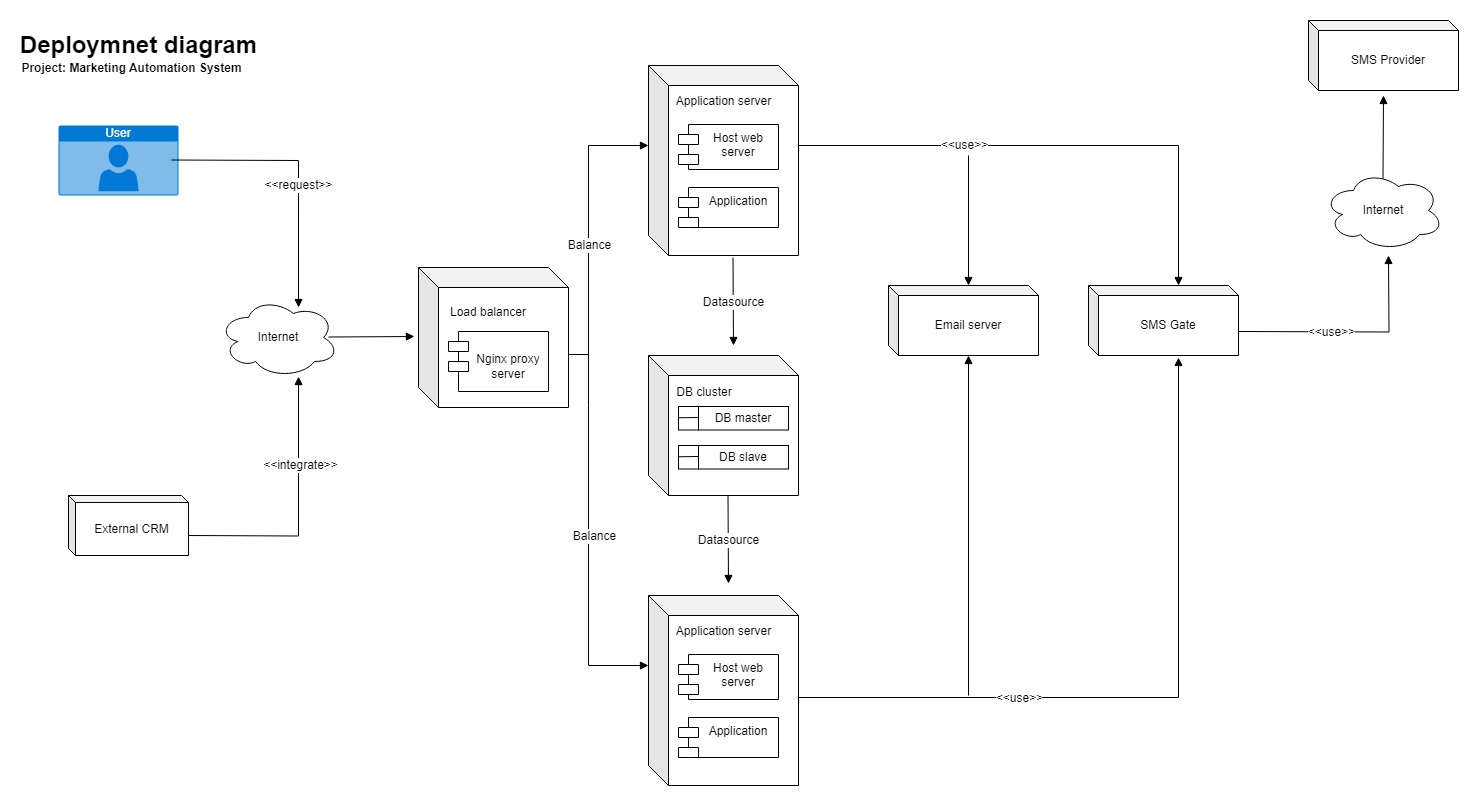 Deploymnet diagram
Project: Marketing Automation System
User
<<request>>
Internet
<<integrate>>
External CRM
Load balancer
Nginx proxy
server
Balance
Balance
Application server
Host web
server
Application
Datasource
DB cluster
DB master
DB slave
Datasource
Application server
Host web
server
Application
<<use>>
Email server
SMS Gate
<<use>>
<<use>>
Internet
SMS Provider